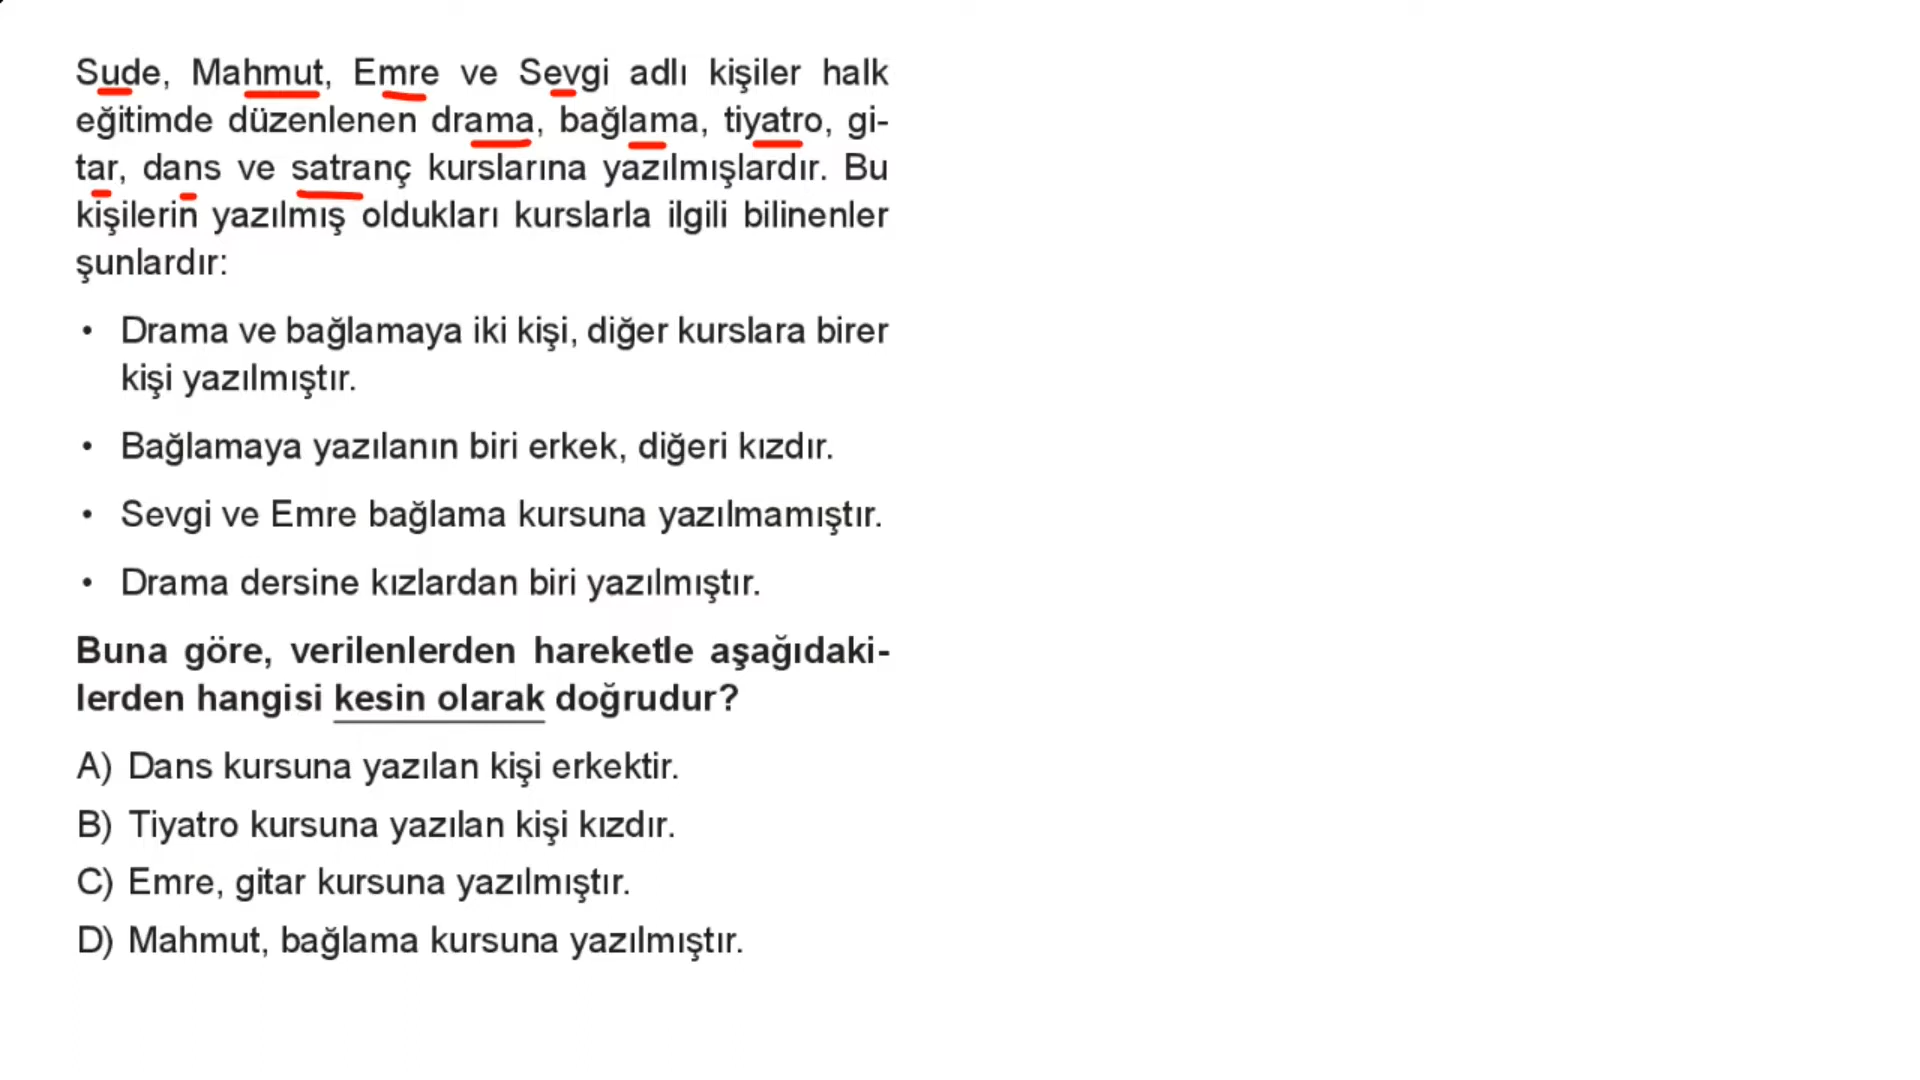 Sude, Mahmut, Emre ve Sevgi adlı kişiler halk
eğitimde düzenlenen drama, bağlama, tiyatro, gi-
tar, dans ve satranç kurslarına yazılmışlardır. Bu
kişilerin yazılmış oldukları kurslarla ilgili bilinenler
şunlardır:
• Drama ve bağlamaya iki kişi, diğer kurslara birer
kişi yazılmıştır.
• Bağlamaya yazılanın biri erkek, diğeri kızdır.
• Sevgi ve Emre bağlama kursuna yazılmamıştır.
• Drama dersine kızlardan biri yazılmıştır.
Buna göre, verilenlerden hareketle aşağıdaki-
lerden hangisi kesin olarak doğrudur?
A) Dans kursuna yazılan kişi erkektir.
B) Tiyatro kursuna yazılan kişi kızdır.
C) Emre, gitar kursuna yazılmıştır.
D) Mahmut, bağlama kursuna yazılmıştır.